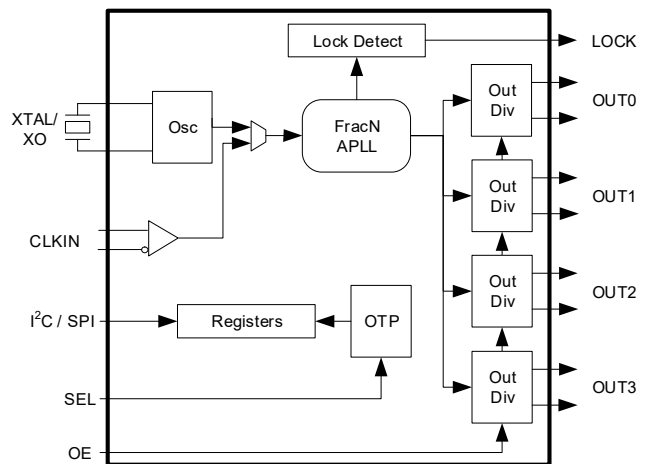 Lock Detect
LOCK
XTAL/
XO
Osc
FracN
APLL
Out
Div
OUT0
Out
Div
OUT1
CLKIN
Out
Div
OUT2
I²C / SPI
Registers
OTP
Out
Div
OUT3
SEL
OE